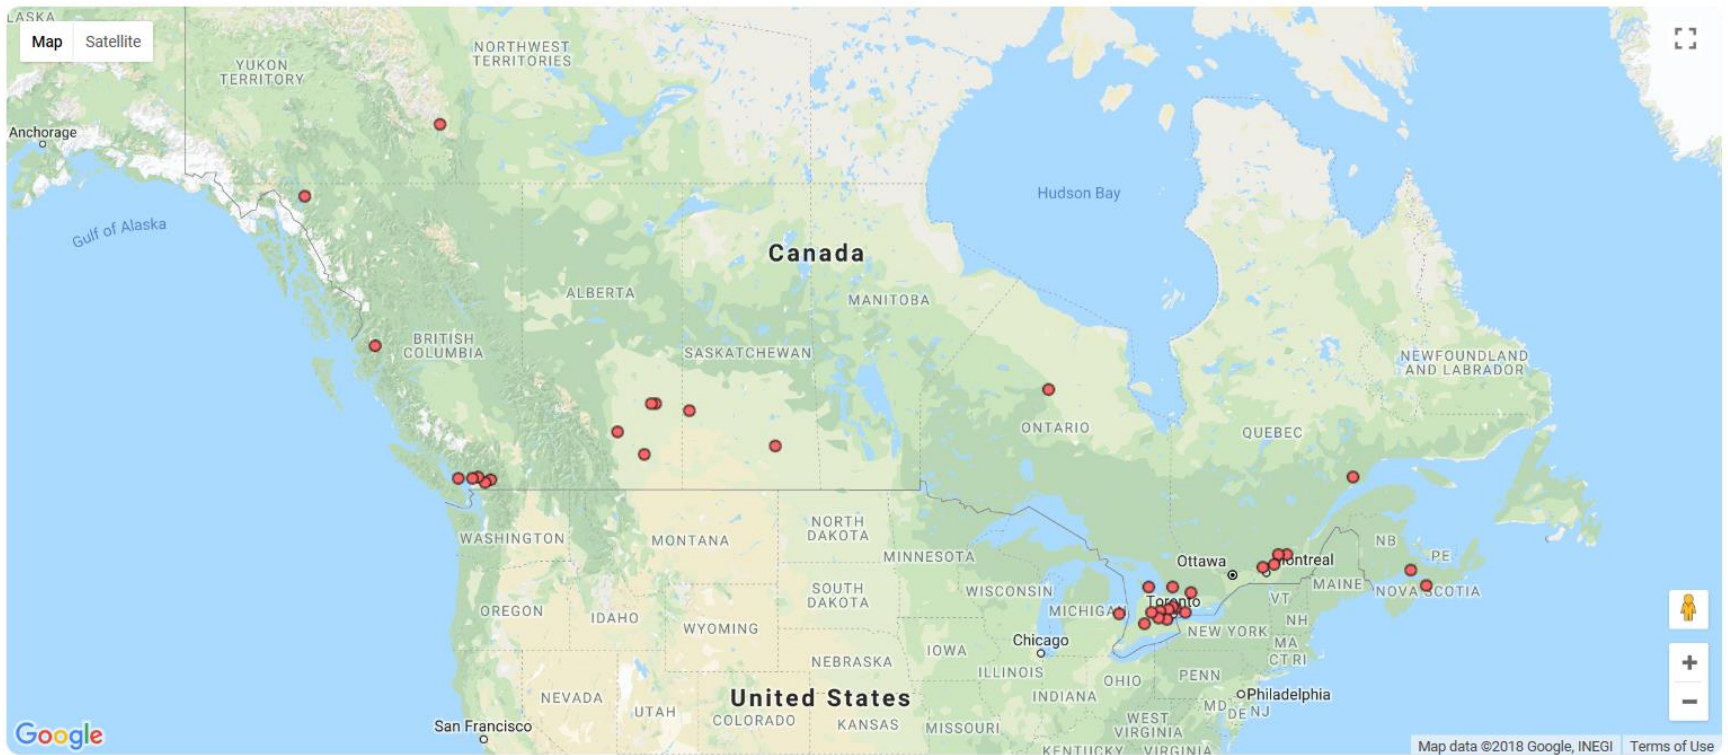 LASKA
Map
Satellite
YUKON
TERRITORY
NORTHWEST
TERRITORIES
Anchorage
Gulf of Alaska
Hudson Bay
Canada
ALBERTA
MANITOBA
BRITISH
COLUMBIA
SASKATCHEWAN
NEWFOUNDLAND
AND LABRADOR
ONTARIO
QUEBEC
WASHINGTON
MONTANA
NORTH
DAKOTA
MINNESOTA
Ottawa
ontreal
NB
PE
MAINE
NOVA SCOTIA
OREGON
IDAHO
SOUTH
DAKOTA
WISCONSIN
MICHIGAN
Toronto
VT
NH
WYOMING
NEW YORK
MA
CT RI
Chicago
IOWA
NEBRASKA
ILLINOIS
INDIANA
OHIO
PENN
Philadelphia
NEVADA
UTAH
United States
COLORADO
KANSAS
MISSOURI
WEST
VIRGINIA
MD
DE
NJ
San Francisco
KENTUCKY
VIRGINIA
Google
Map data ©2018 Google, INEGI
Terms of Use